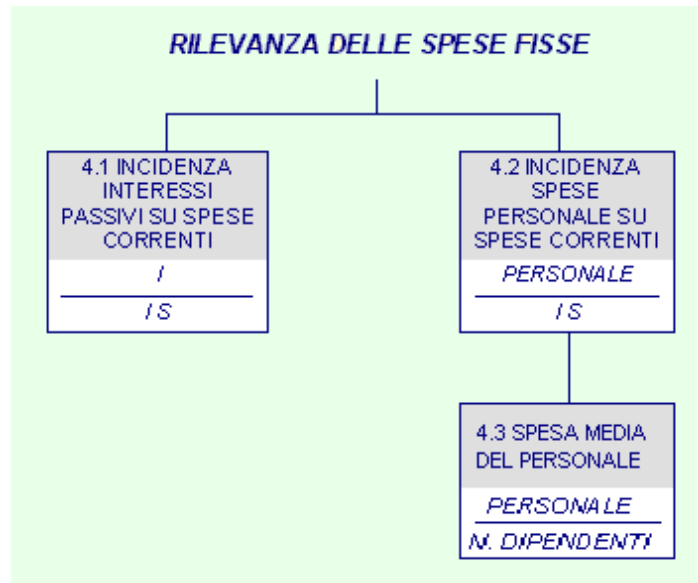 RILEVANZA DELLE SPESE FISSE
4.1 INCIDENZA
INTERESSI
PASSIVI SU SPESE
CORRENTI
I
I S
4.2 INCIDENZA
SPESE
PERSONALE SU
SPESE CORRENTI
PERSONALE
I S
4.3 SPESA MEDIA
DEL PERSONALE
PERSONALE
N. DIPENDENTI